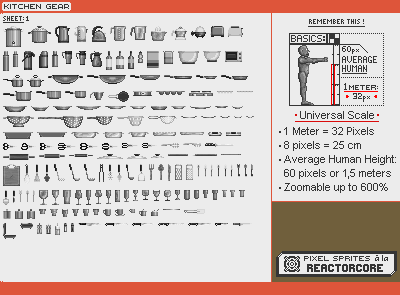 KITCHEN GEAR
SHEET:1
REMEMBER THIS!
BASICS:
60px
AVERAGE
HUMAN
1 METER:
32px
Universal Scale
1 Meter = 32 Pixels
8 pixels = 25 cm
Average Human Height:
60 pixels or 1,5 meters
Zoomable up to 600%
PIXEL SPRITES à la
REACTORCORE